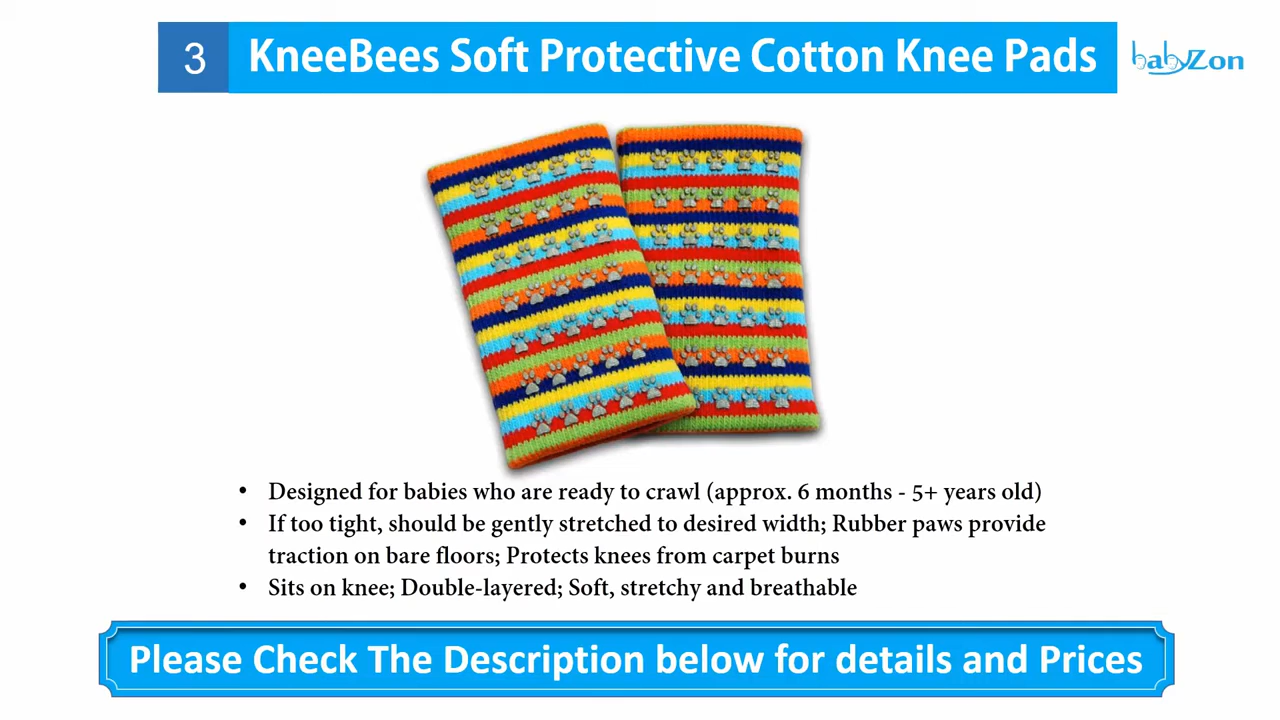 3
KneeBees Soft Protective Cotton Knee Pads
babyZon
• Designed for babies who are ready to crawl (approx. 6 months - 5+ years old)
• If too tight, should be gently stretched to desired width; Rubber paws provide
traction on bare floors; Protects knees from carpet burns
• Sits on knee; Double-layered; Soft, stretchy and breathable
Please Check The Description below for details and Prices